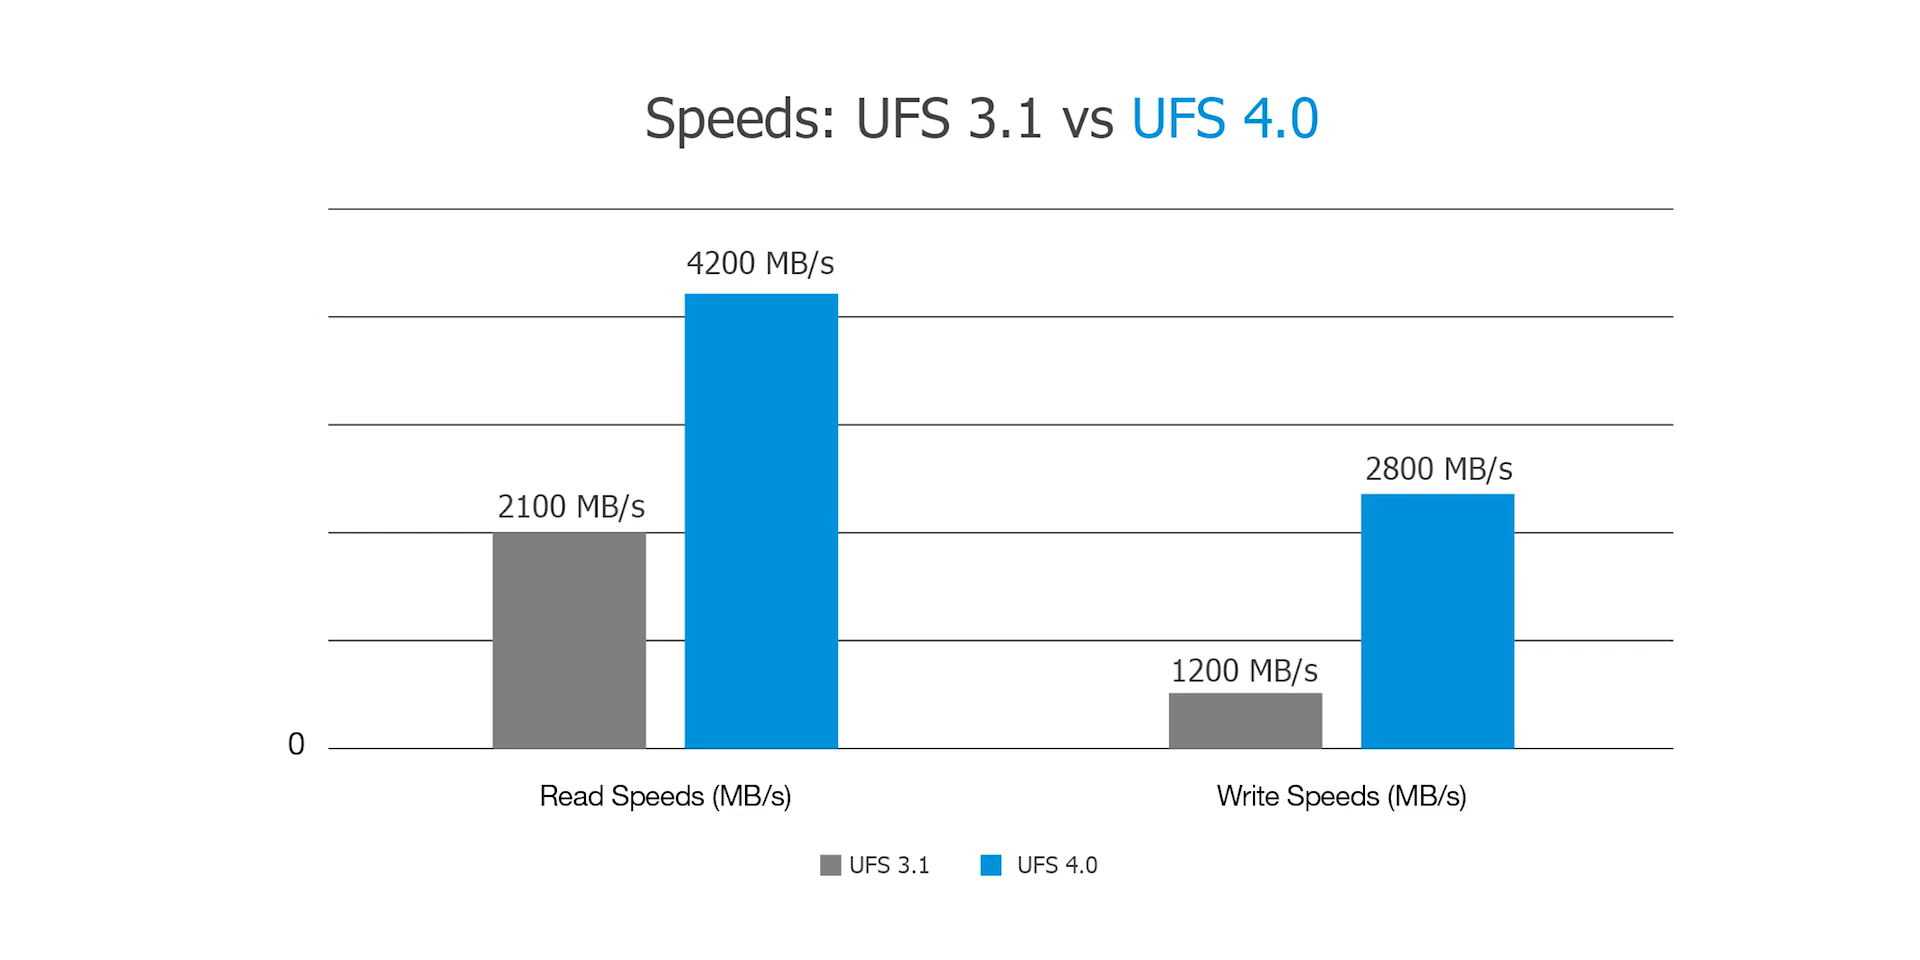 Speeds: UFS 3.1 vs UFS 4.0
4200 MB/s
2100 MB/s
2800 MB/s
1200 MB/s
0
Read Speeds (MB/s)
Write Speeds (MB/s)
UFS 3.1
UFS 4.0